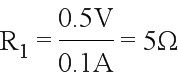 R₁ = 0.5V / 0.1A = 5Ω